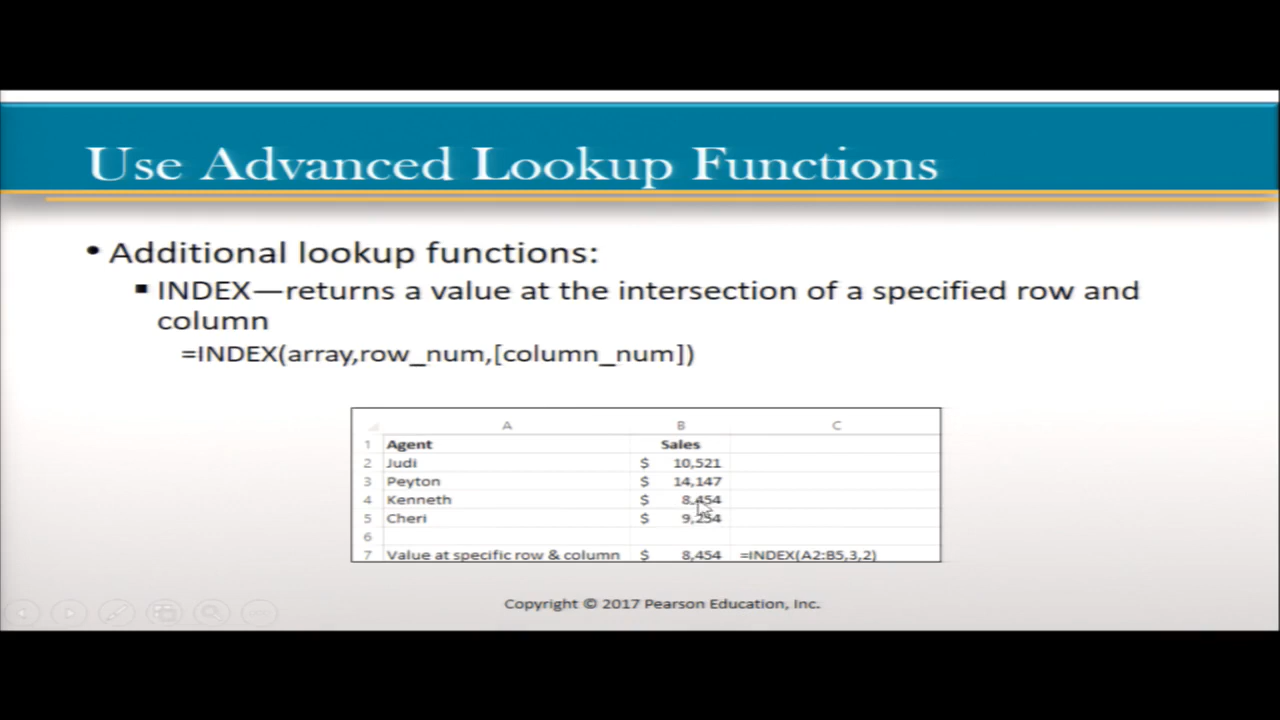 Use Advanced Lookup Functions
• Additional lookup functions:
▪ INDEX—returns a value at the intersection of a specified row and
column
=INDEX(array,row_num,[column_num])
A B C
1 Agent Sales
2 Judi $ 10,521
3 Peyton $ 14,147
4 Kenneth $ 8,454
5 Cheri $ 9,254
6
7 Value at specific row & column $ 8,454 =INDEX(A2:B5,3,2)
Copyright © 2017 Pearson Education, Inc.